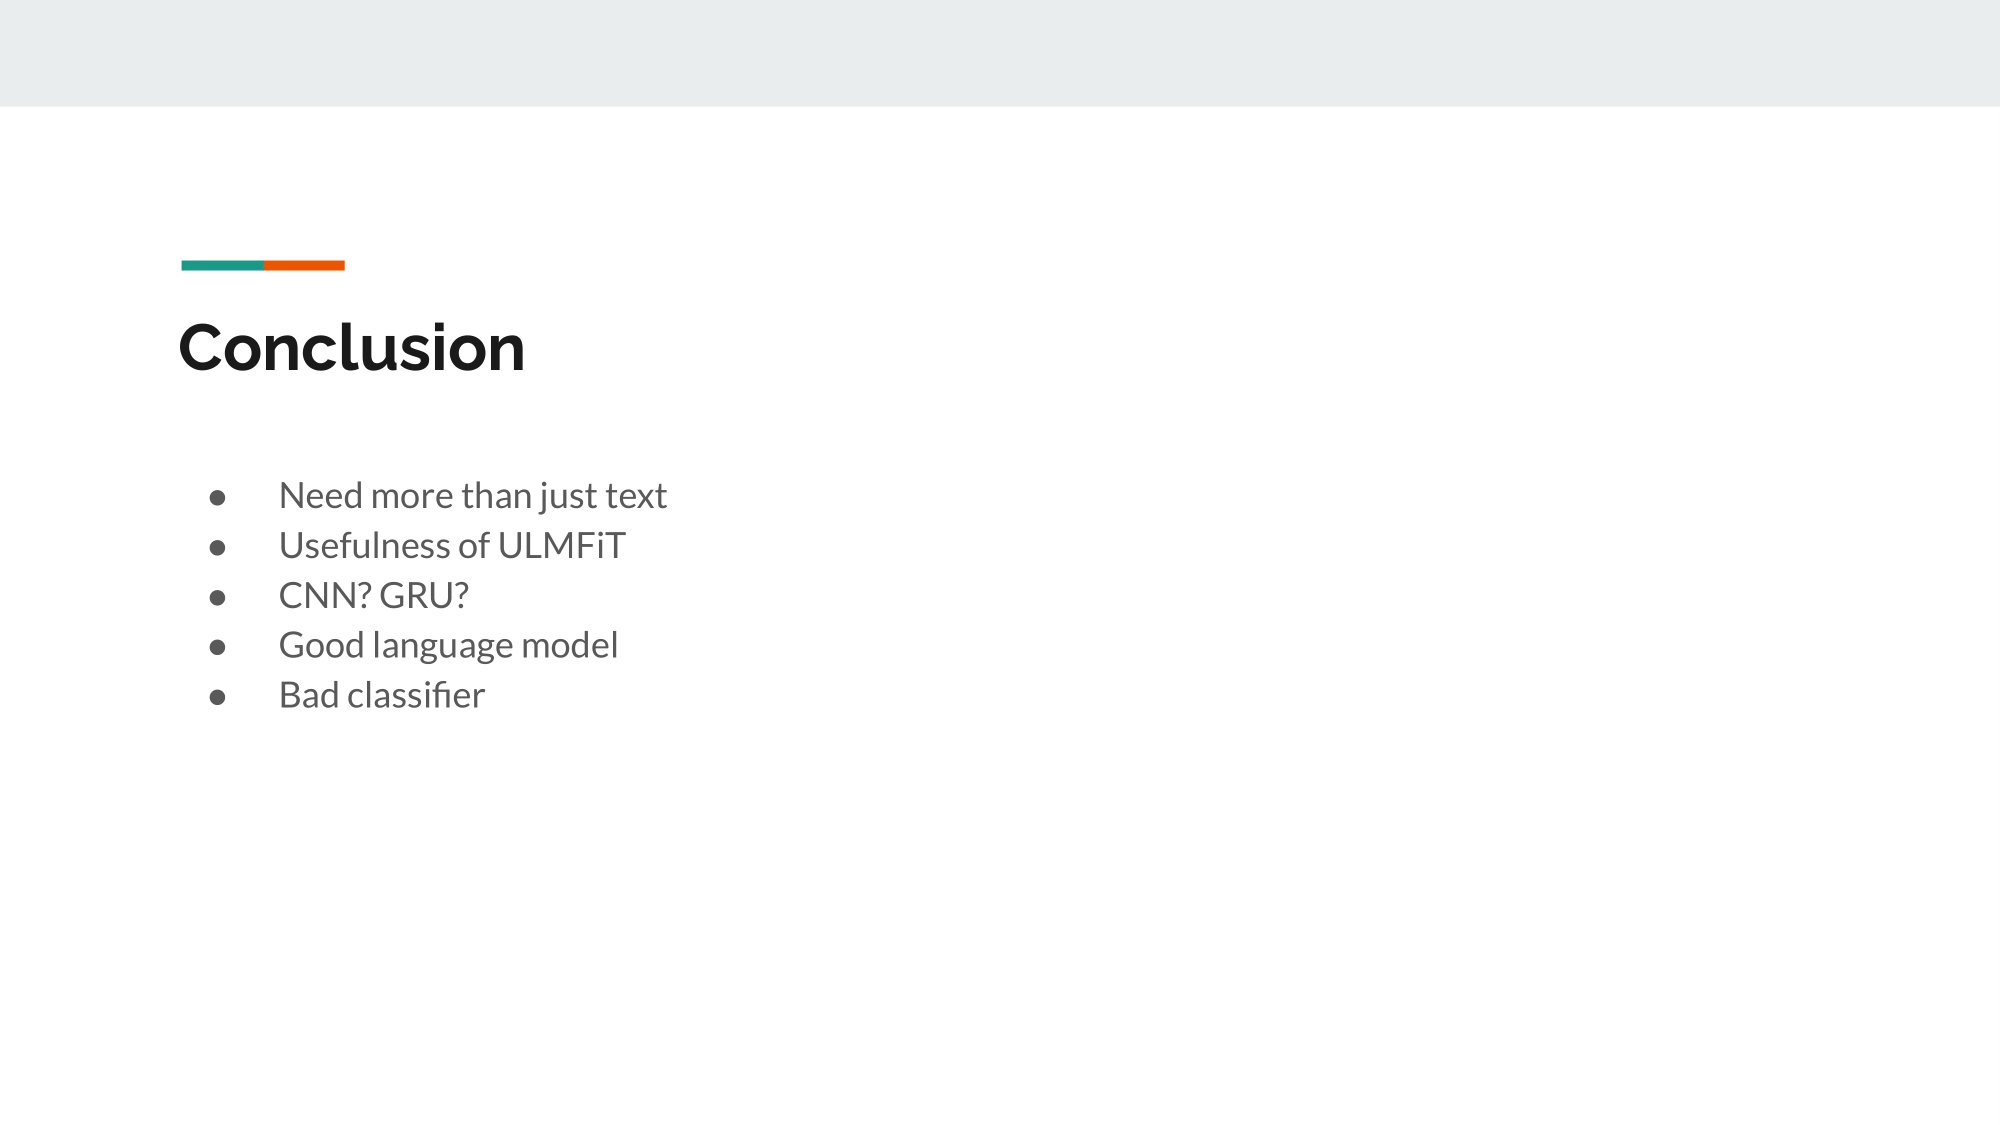 Conclusion
● Need more than just text
● Usefulness of ULMFiT
● CNN? GRU?
● Good language model
● Bad classifier